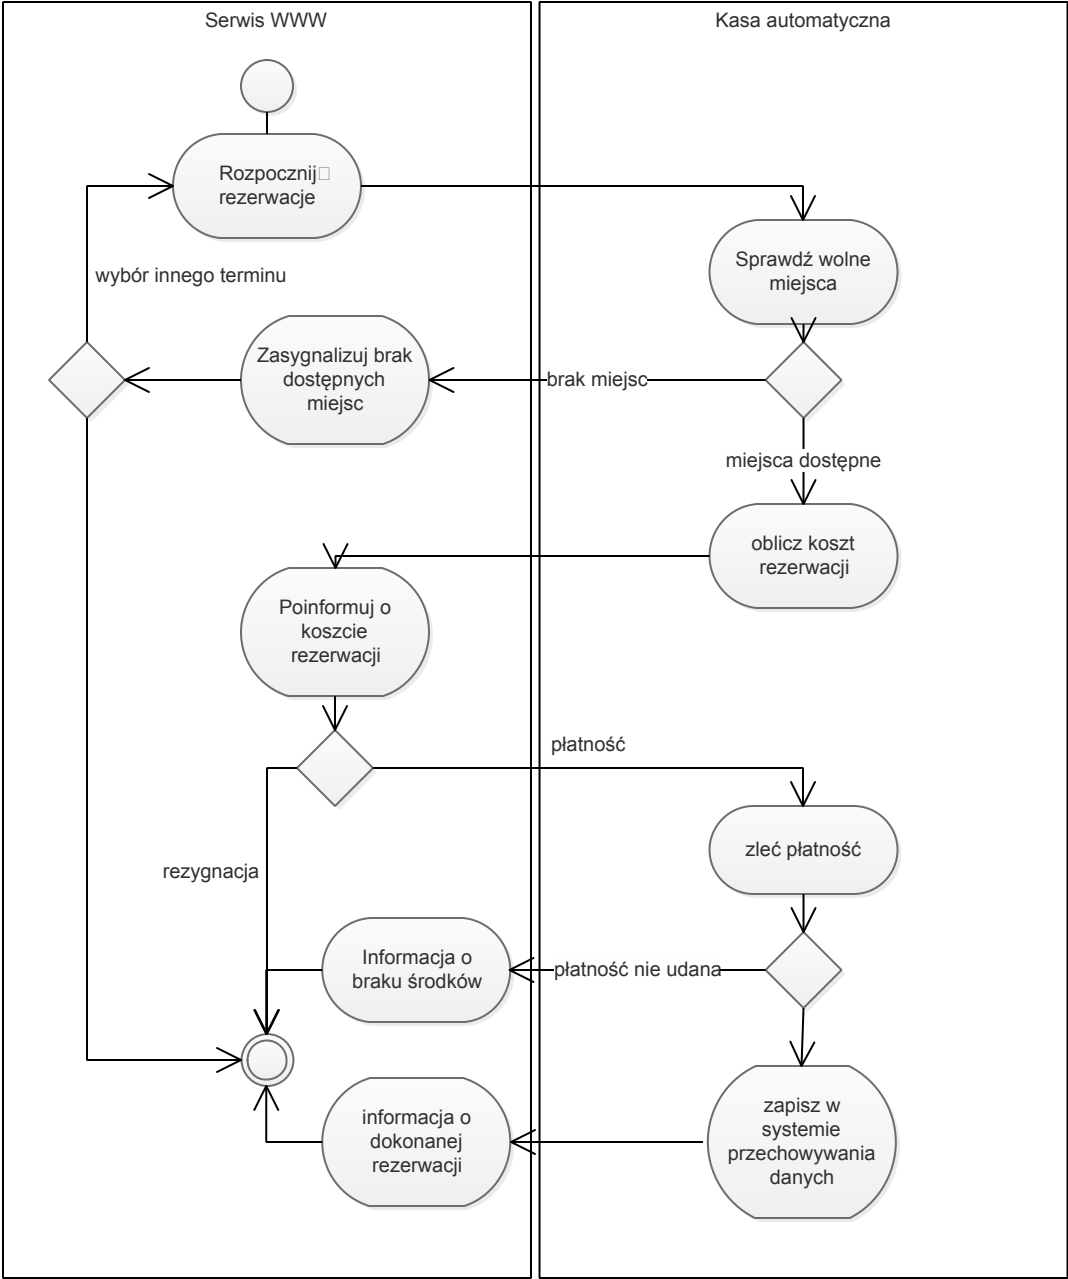 Serwis WWW
Kasa automatyczna
Rozpocznij
rezerwacje
Sprawdź wolne
miejsca
wybór innego terminu
Zasygnalizuj brak
dostępnych
miejsc
brak miejsc
miejsca dostępne
oblicz koszt
rezerwacji
Poinformuj o
koszcie
rezerwacji
płatność
zleć płatność
rezygnacja
Informacja o
braku środków
płatność nie udana
informacja o
dokonanej
rezerwacji
zapisz w
systemie
przechowywania
danych